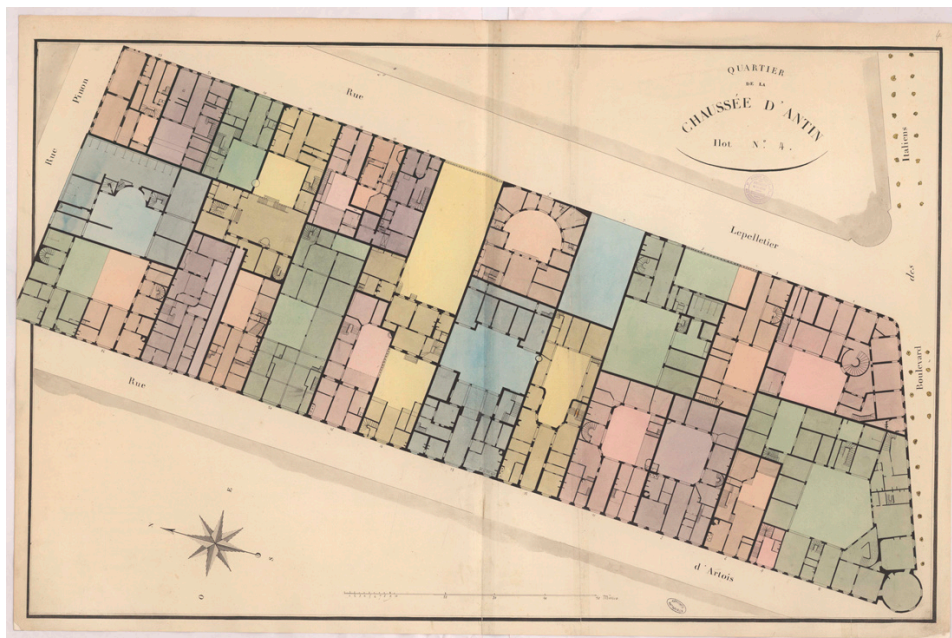 QUARTIER
DE LA
CHAUSSÉE D'ANTIN
Ilot N.º 4.
Rue Pinon
Rue Lepelletier
Boulevard des Italiens
Rue d'Artois
N
E
S
O